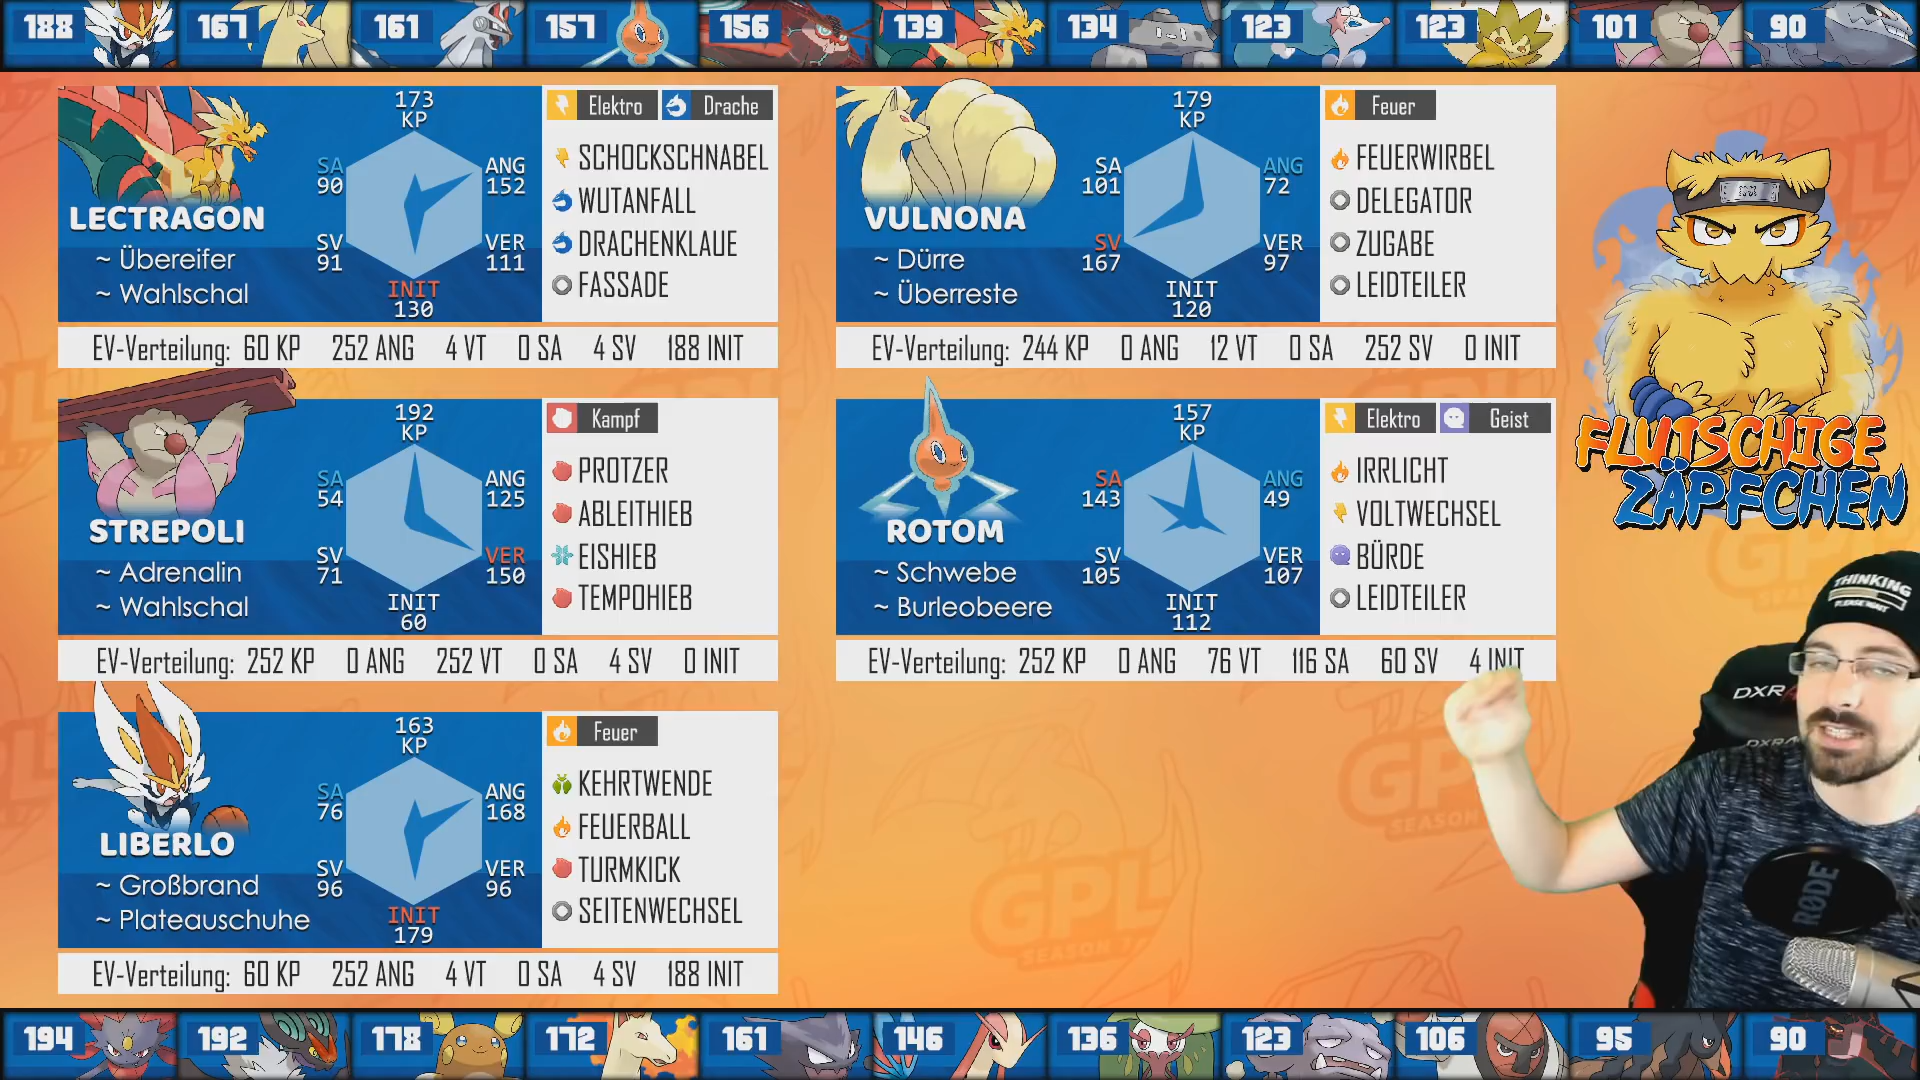 188 167 161 157 156 139 134 123 123 101 90
LECTRAGON
~ Übereifer
~ Wahlschal
173
KP
SA
90
ANG
152
SV
91
VER
111
INIT
130
Elektro Drache
SCHOCKSCHNABEL
WUTANFALL
DRACHENKLAUE
FASSADE
EV-Verteilung: 60 KP 252 ANG 4 VT 0 SA 4 SV 188 INIT
VULNONA
~ Dürre
~ Überreste
179
KP
SA
101
ANG
72
SV
167
VER
97
INIT
120
Feuer
FEUERWIRBEL
DELEGATOR
ZUGABE
LEIDTEILER
EV-Verteilung: 244 KP 0 ANG 12 VT 0 SA 252 SV 0 INIT
STREPOLI
~ Adrenalin
~ Wahlschal
192
KP
SA
54
ANG
125
SV
71
VER
150
INIT
60
Kampf
PROTZER
ABLEITHIEB
EISHIEB
TEMPOHIEB
EV-Verteilung: 252 KP 0 ANG 252 VT 0 SA 4 SV 0 INIT
ROTOM
~ Schwebe
~ Burleobeere
157
KP
SA
143
ANG
49
SV
105
VER
107
INIT
112
Elektro Geist
IRRLICHT
VOLTWECHSEL
BÜRDE
LEIDTEILER
EV-Verteilung: 252 KP 0 ANG 76 VT 116 SA 60 SV 4 INIT
LIBERLO
~ Großbrand
~ Plateauschuhe
163
KP
SA
76
ANG
168
SV
96
VER
96
INIT
179
Feuer
KEHRTWENDE
FEUERBALL
TURMKICK
SEITENWECHSEL
EV-Verteilung: 60 KP 252 ANG 4 VT 0 SA 4 SV 188 INIT
FLUTSCHIGE
ZÄPFCHEN
THINKING
PLEASE WAIT
DXR
DXR
RØDE
GPL
SEASON
GPL
SEASON 7
194 192 178 172 161 146 136 123 106 95 90